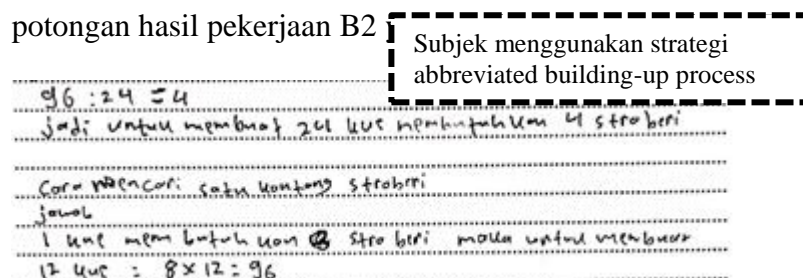 potongan hasil pekerjaan B2
Subjek menggunakan strategi
abbreviated building-up process
96 : 24 = 4
jadi untuk membuat 24 kue membutuhkan 4 stroberi
Cara mencari satu kantong stroberi
jawab
1 kue membutuhkan 8 stroberi maka untuk membuat
12 kue : 8 x 12 = 96